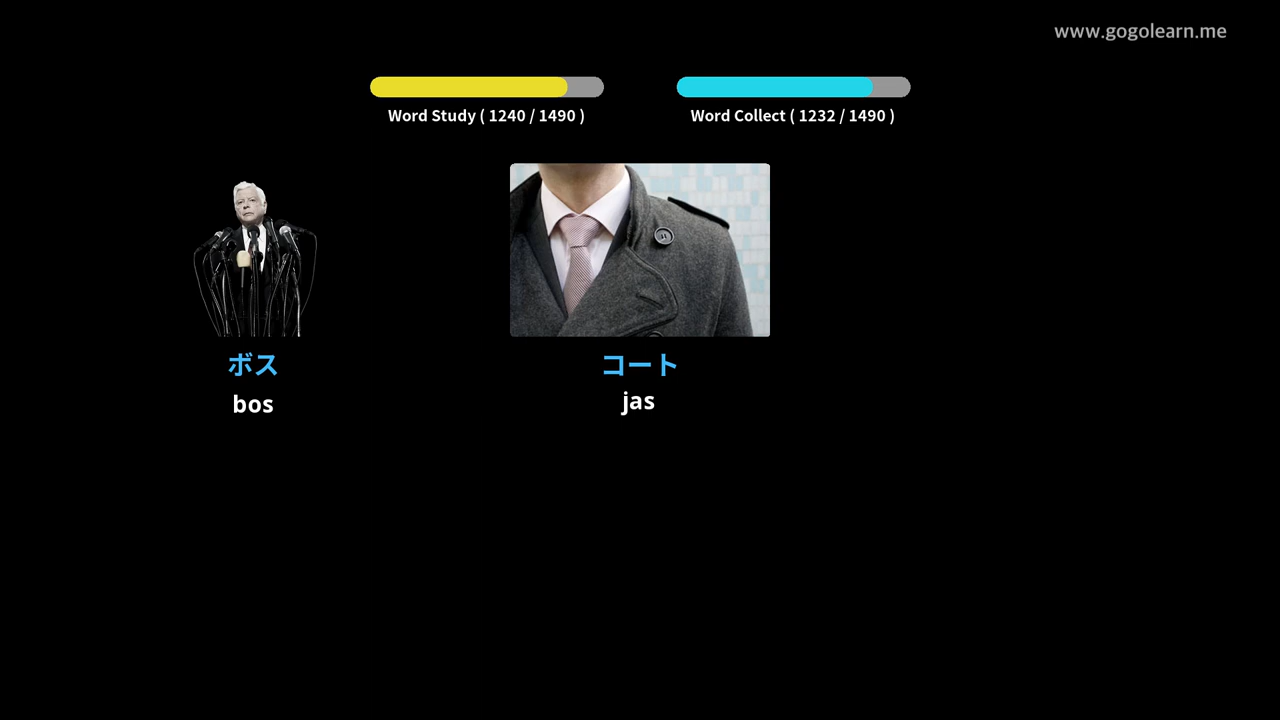 www.gogolearn.me
Word Study ( 1240 / 1490 )
Word Collect ( 1232 / 1490 )
ボス
bos
コート
jas